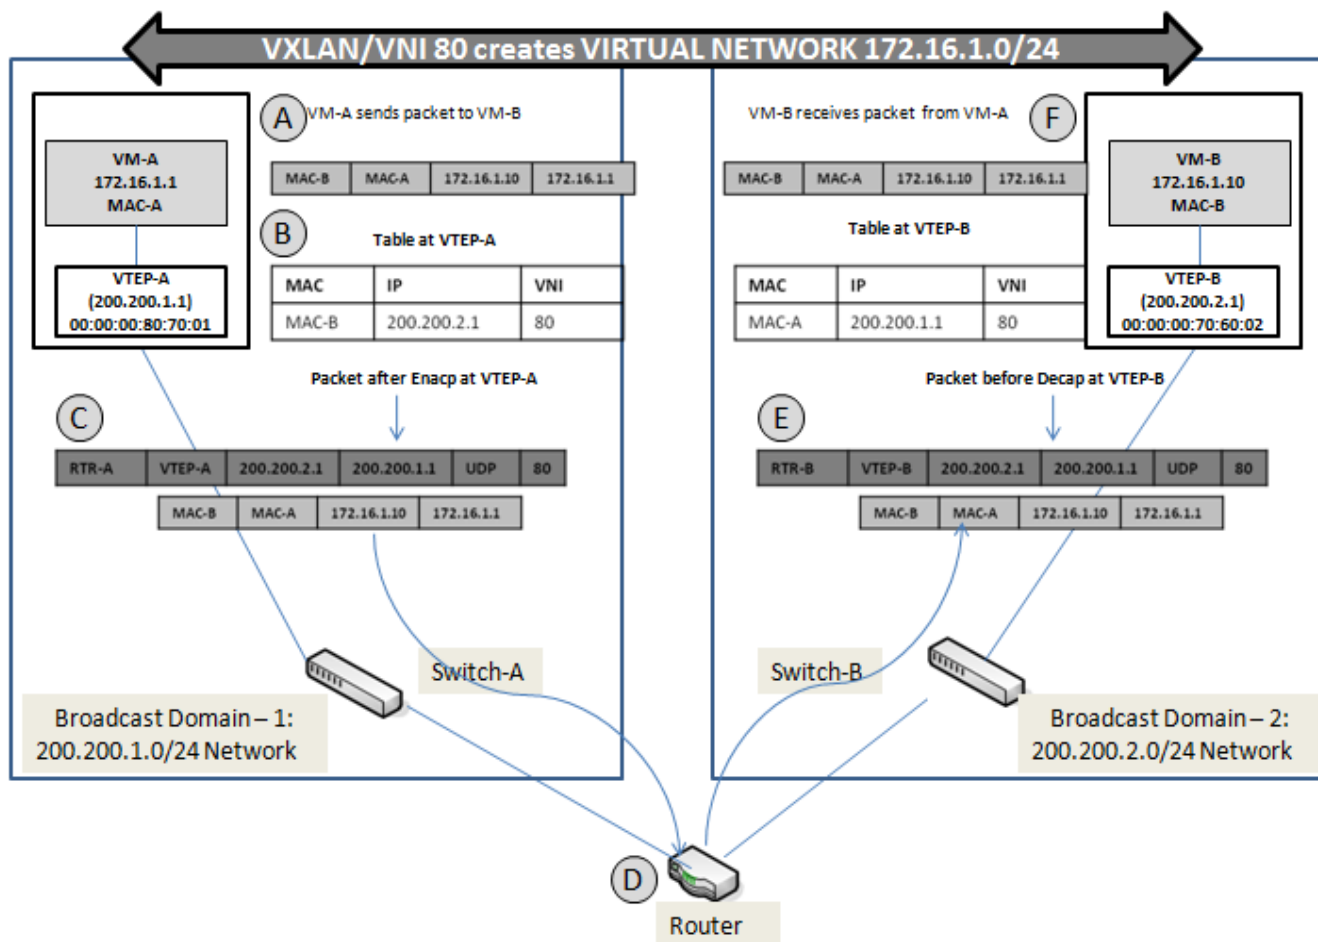 VXLAN/VNI 80 creates VIRTUAL NETWORK 172.16.1.0/24
A
VM-A sends packet to VM-B
VM-A
172.16.1.1
MAC-A
MAC-B MAC-A 172.16.1.10 172.16.1.1
B
Table at VTEP-A
VTEP-A
(200.200.1.1)
00:00:00:80:70:01
MAC IP VNI
MAC-B 200.200.2.1 80
Packet after Enacp at VTEP-A
C
RTR-A VTEP-A 200.200.2.1 200.200.1.1 UDP 80
MAC-B MAC-A 172.16.1.10 172.16.1.1
Switch-A
Broadcast Domain – 1:
200.200.1.0/24 Network
VM-B receives packet from VM-A
F
VM-B
172.16.1.10
MAC-B
MAC-B MAC-A 172.16.1.10 172.16.1.1
Table at VTEP-B
VTEP-B
(200.200.2.1)
00:00:00:70:60:02
MAC IP VNI
MAC-A 200.200.1.1 80
Packet before Decap at VTEP-B
E
RTR-B VTEP-B 200.200.2.1 200.200.1.1 UDP 80
MAC-B MAC-A 172.16.1.10 172.16.1.1
Switch-B
Broadcast Domain – 2:
200.200.2.0/24 Network
D
Router